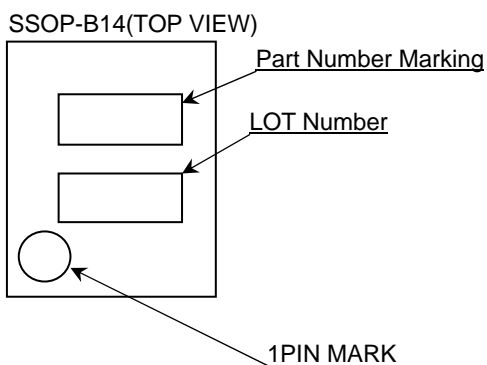 SSOP-B14(TOP VIEW)
Part Number Marking
LOT Number
1PIN MARK